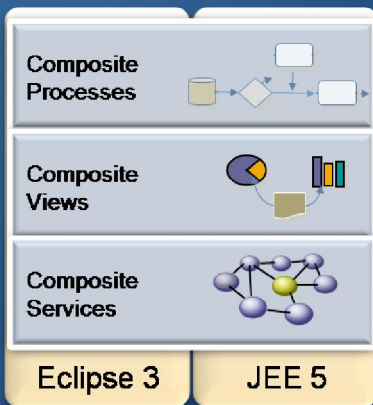 Composite
Processes
Composite
Views
Composite
Services
Eclipse 3
JEE 5